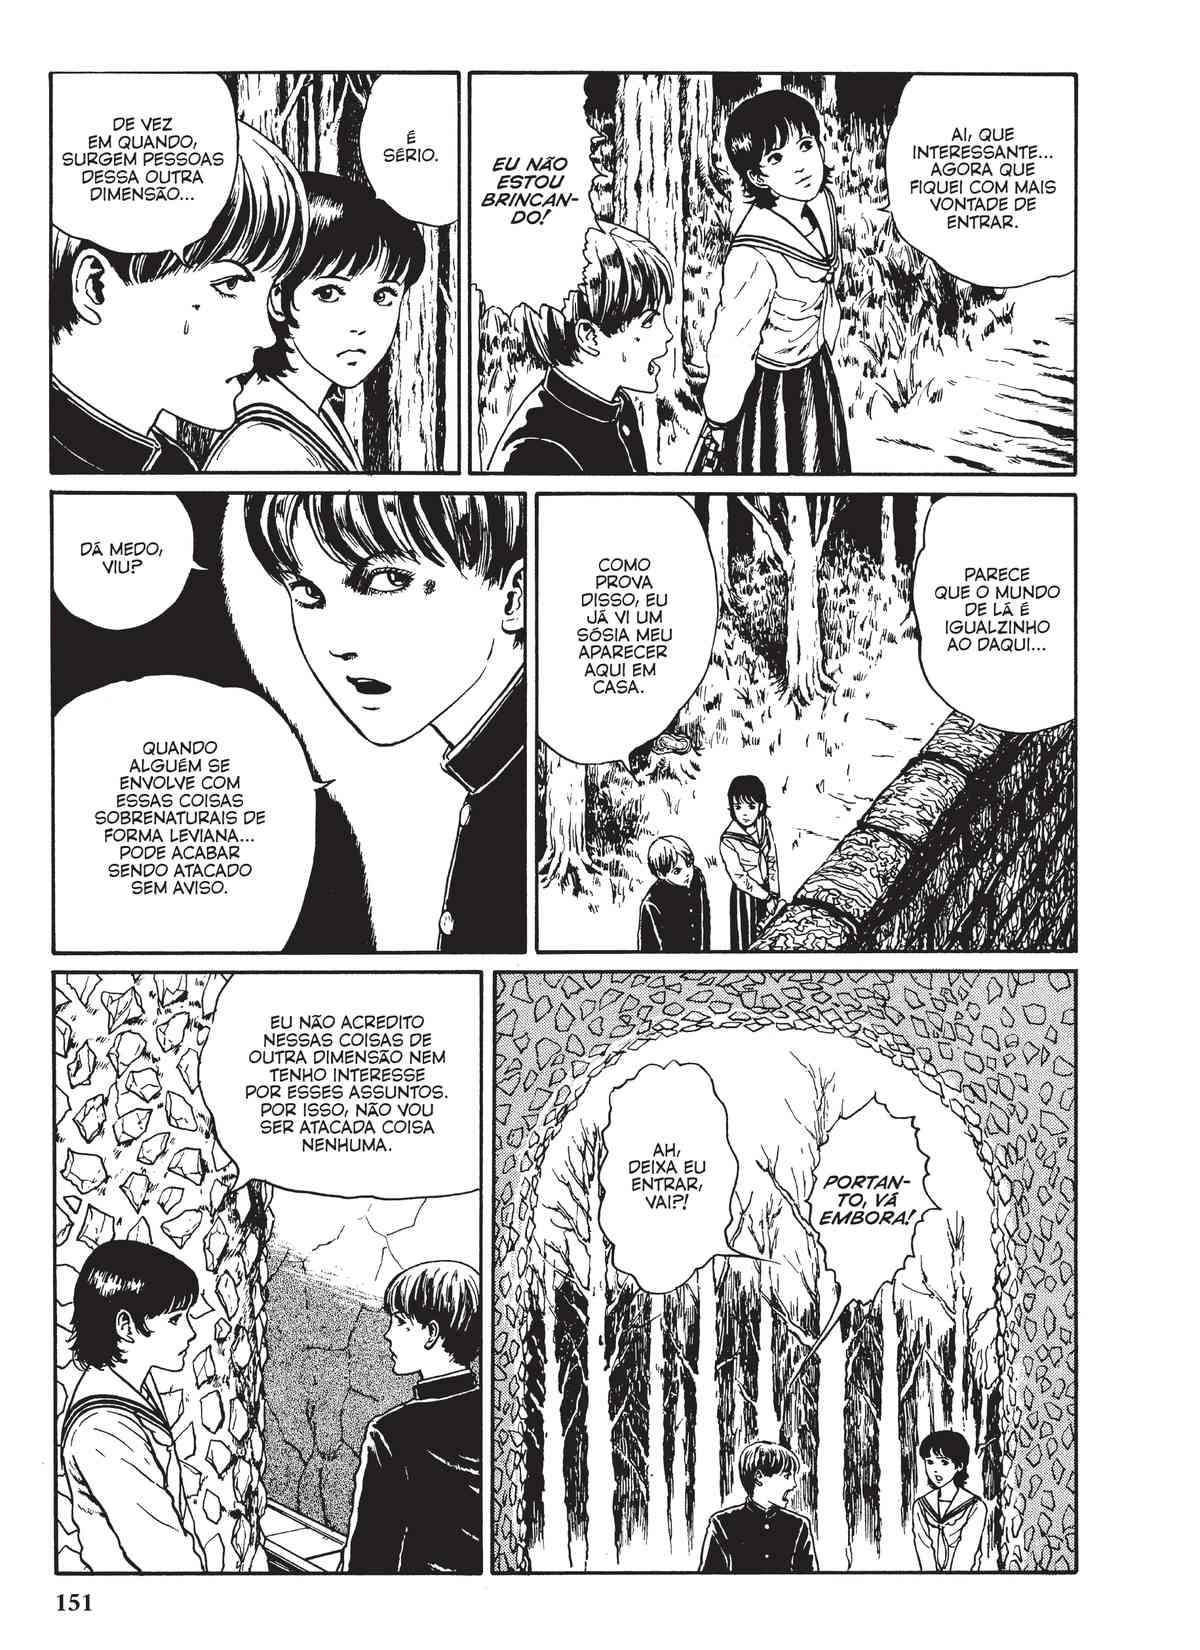 AI, QUE
INTERESSANTE...
AGORA QUE
FIQUEI COM MAIS
VONTADE DE
ENTRAR.
EU NÃO
ESTOU
BRINCAN-
DO!
É
SÉRIO.
DE VEZ
EM QUANDO,
SURGEM PESSOAS
DESSA OUTRA
DIMENSÃO...
PARECE
QUE O MUNDO
DE LÁ É
IGUALZINHO
AO DAQUI...
COMO
PROVA
DISSO, EU
JÁ VI UM
SÓSIA MEU
APARECER
AQUI EM
CASA.
DÁ MEDO,
VIU?
QUANDO
ALGUÉM SE
ENVOLVE COM
ESSAS COISAS
SOBRENATURAIS DE
FORMA LEVIANA...
PODE ACABAR
SENDO ATACADO
SEM AVISO.
PORTAN-
TO, VÁ
EMBORA!
AH,
DEIXA EU
ENTRAR,
VAI?!
EU NÃO ACREDITO
NESSAS COISAS DE
OUTRA DIMENSÃO NEM
TENHO INTERESSE
POR ESSES ASSUNTOS.
POR ISSO, NÃO VOU
SER ATACADA COISA
NENHUMA.
151